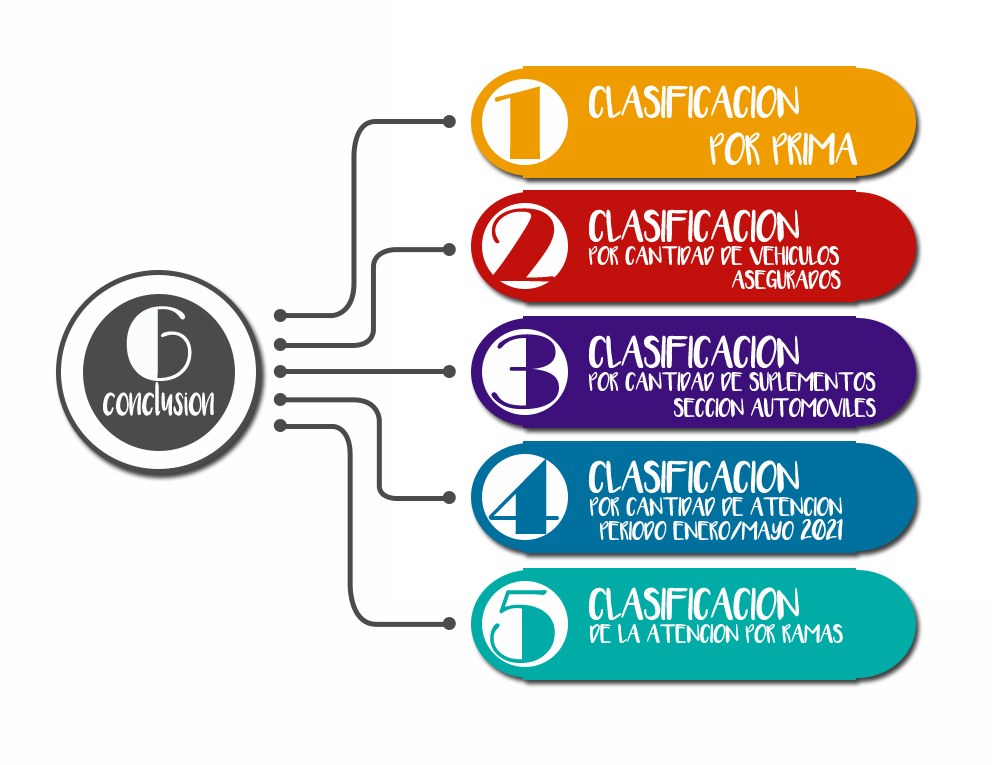 1
CLASIFICACION
POR PRIMA
2
CLASIFICACION
POR CANTIDAD DE VEHICULOS
ASEGURADOS
3
CLASIFICACION
POR CANTIDAD DE SUPLEMENTOS
SECCION AUTOMOVILES
4
CLASIFICACION
POR CANTIDAD DE ATENCION
PERIODO ENERO/MAYO 2021
5
CLASIFICACION
DE LA ATENCION POR RAMAS
6
conclusion